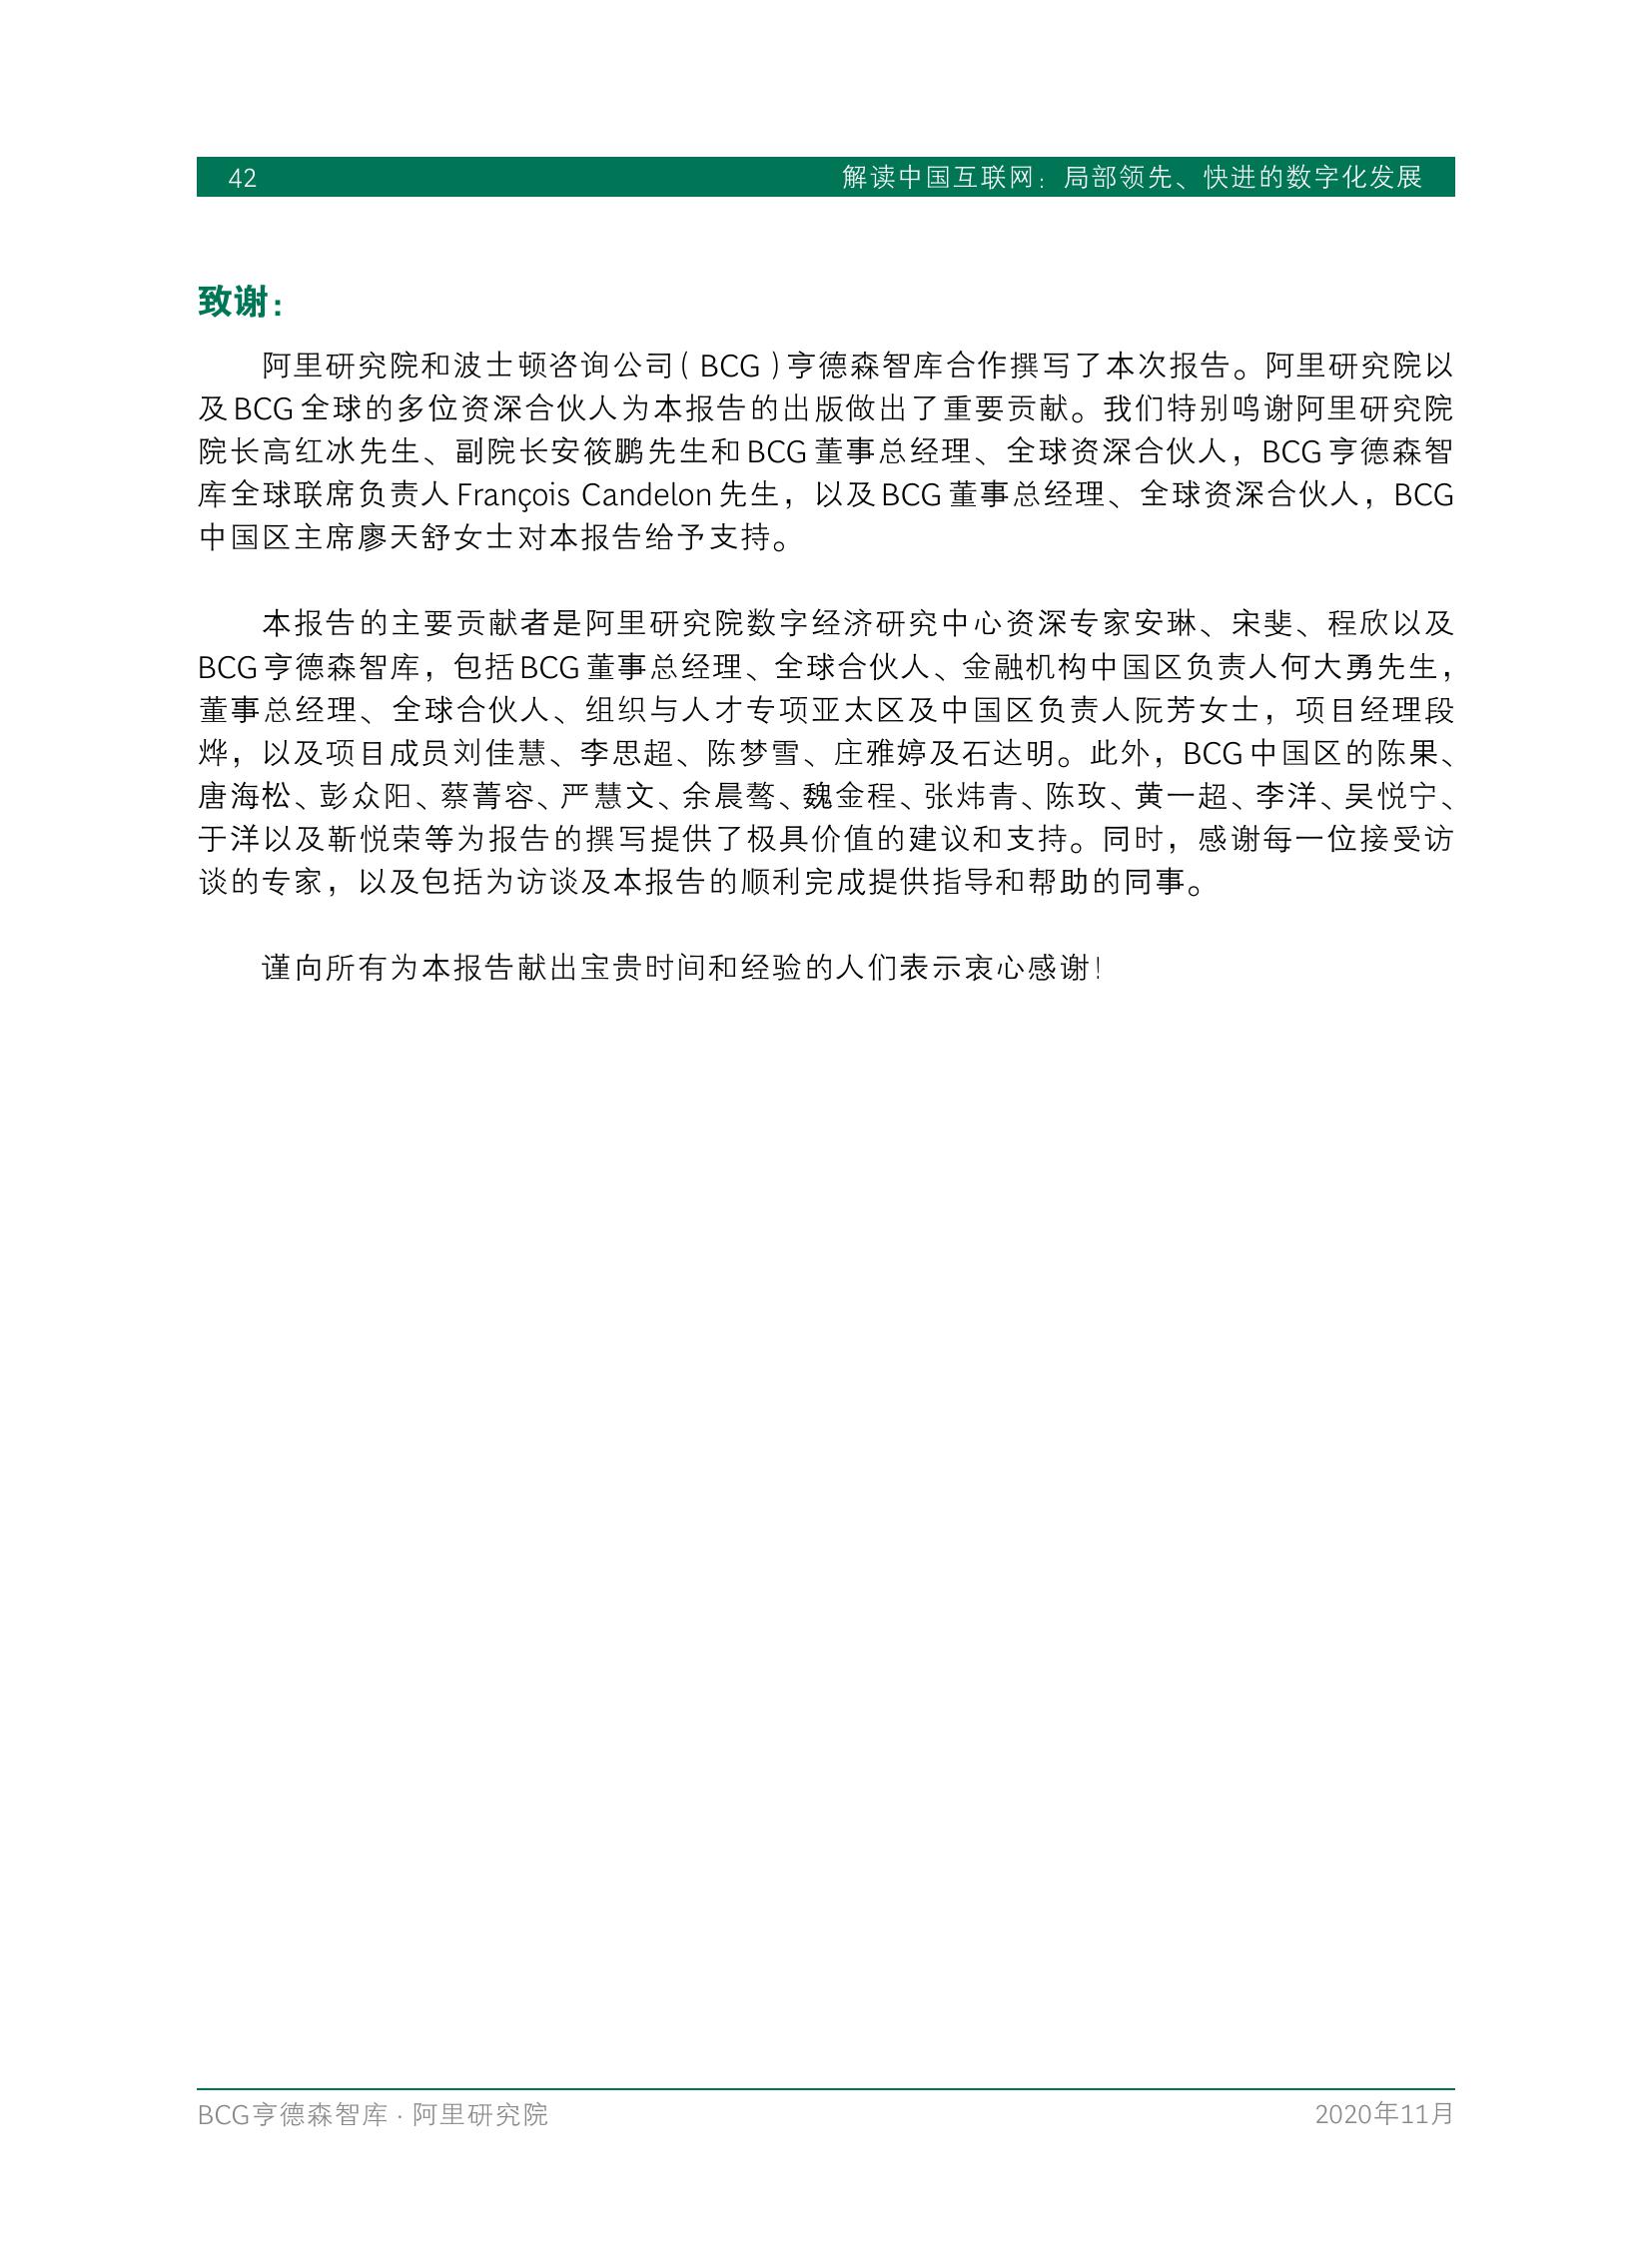 42
解读中国互联网：局部领先、快进的数字化发展
致谢：
阿里研究院和波士顿咨询公司（BCG）亨德森智库合作撰写了本次报告。阿里研究院以
及BCG全球的多位资深合伙人为本报告的出版做出了重要贡献。我们特别鸣谢阿里研究院
院长高红冰先生、副院长安筱鹏先生和BCG董事总经理、全球资深合伙人，BCG亨德森智
库全球联席负责人François Candelon先生，以及BCG董事总经理、全球资深合伙人，BCG
中国区主席廖天舒女士对本报告给予支持。
本报告的主要贡献者是阿里研究院数字经济研究中心资深专家安琳、宋斐、程欣以及
BCG亨德森智库，包括BCG董事总经理、全球合伙人、金融机构中国区负责人何大勇先生，
董事总经理、全球合伙人、组织与人才专项亚太区及中国区负责人阮芳女士，项目经理段
烨，以及项目成员刘佳慧、李思超、陈梦雪、庄雅婷及石达明。此外，BCG中国区的陈果、
唐海松、彭众阳、蔡菁容、严慧文、余晨骜、魏金程、张炜青、陈玫、黄一超、李洋、吴悦宁、
于洋以及靳悦荣等为报告的撰写提供了极具价值的建议和支持。同时，感谢每一位接受访
谈的专家，以及包括为访谈及本报告的顺利完成提供指导和帮助的同事。
谨向所有为本报告献出宝贵时间和经验的人们表示衷心感谢！
BCG亨德森智库 · 阿里研究院
2020年11月